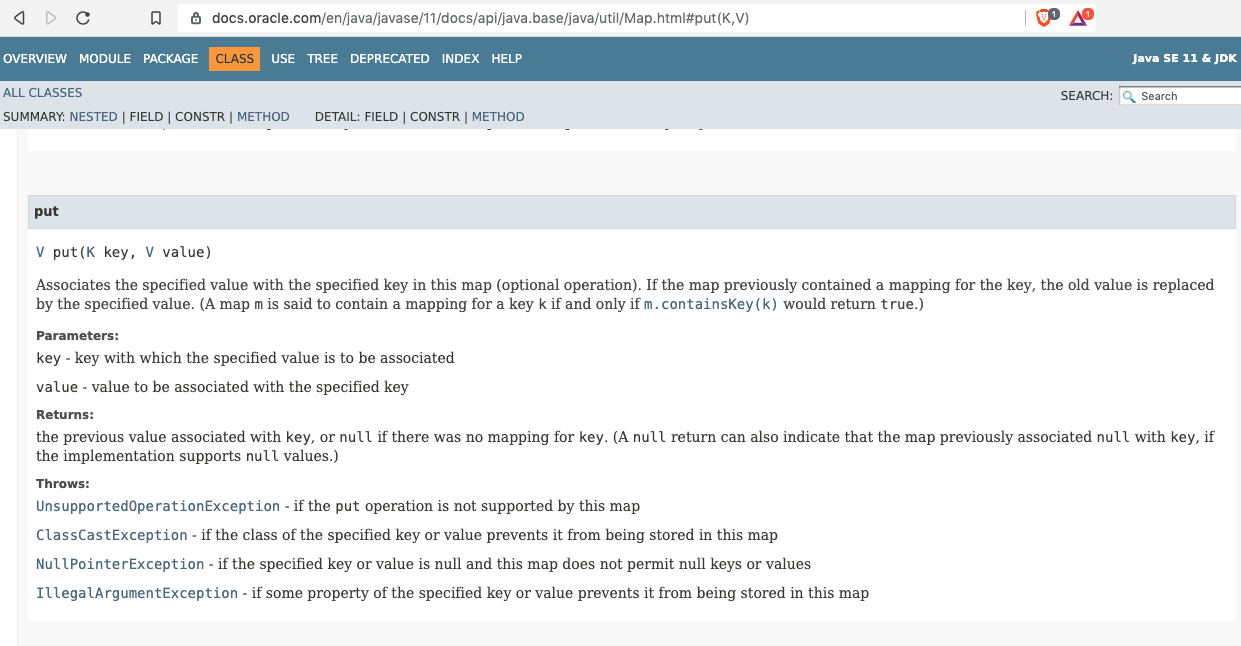 docs.oracle.com/en/java/javase/11/docs/api/java.base/java/util/Map.html#put(K,V)
1
1
OVERVIEW MODULE PACKAGE CLASS USE TREE DEPRECATED INDEX HELP
Java SE 11 & JDK
ALL CLASSES
SEARCH: Search
SUMMARY: NESTED | FIELD | CONSTR | METHOD DETAIL: FIELD | CONSTR | METHOD
put
V put(K key, V value)
Associates the specified value with the specified key in this map (optional operation). If the map previously contained a mapping for the key, the old value is replaced
by the specified value. (A map m is said to contain a mapping for a key k if and only if m.containsKey(k) would return true.)
Parameters:
key - key with which the specified value is to be associated
value - value to be associated with the specified key
Returns:
the previous value associated with key, or null if there was no mapping for key. (A null return can also indicate that the map previously associated null with key, if
the implementation supports null values.)
Throws:
UnsupportedOperationException - if the put operation is not supported by this map
ClassCastException - if the class of the specified key or value prevents it from being stored in this map
NullPointerException - if the specified key or value is null and this map does not permit null keys or values
IllegalArgumentException - if some property of the specified key or value prevents it from being stored in this map